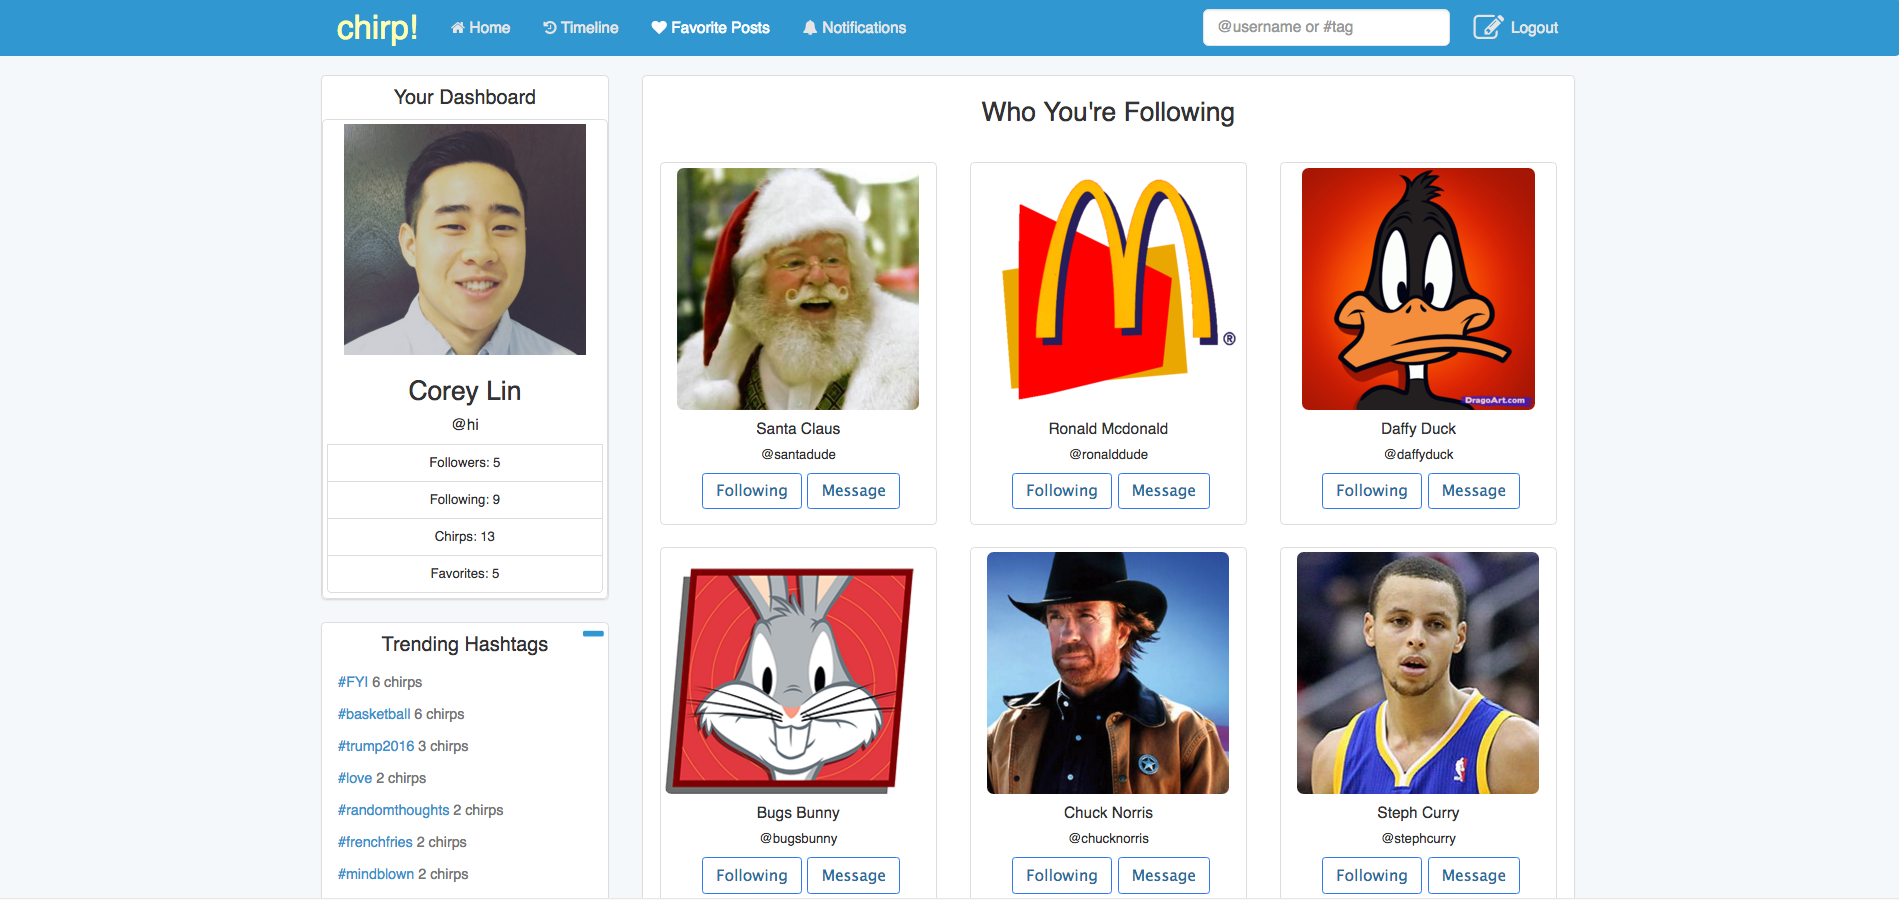 chirp! Home Timeline Favorite Posts Notifications @username or #tag Logout
Your Dashboard
Corey Lin
@hi
Followers: 5
Following: 9
Chirps: 13
Favorites: 5
Trending Hashtags
#FYI 6 chirps
#basketball 6 chirps
#trump2016 3 chirps
#love 2 chirps
#randomthoughts 2 chirps
#frenchfries 2 chirps
#mindblown 2 chirps
Who You're Following
®
DragoArt.com
Santa Claus
@santadude
Following Message
Ronald Mcdonald
@ronalddude
Following Message
Daffy Duck
@daffyduck
Following Message
Bugs Bunny
@bugsbunny
Following Message
Chuck Norris
@chucknorris
Following Message
Steph Curry
@stephcurry
Following Message